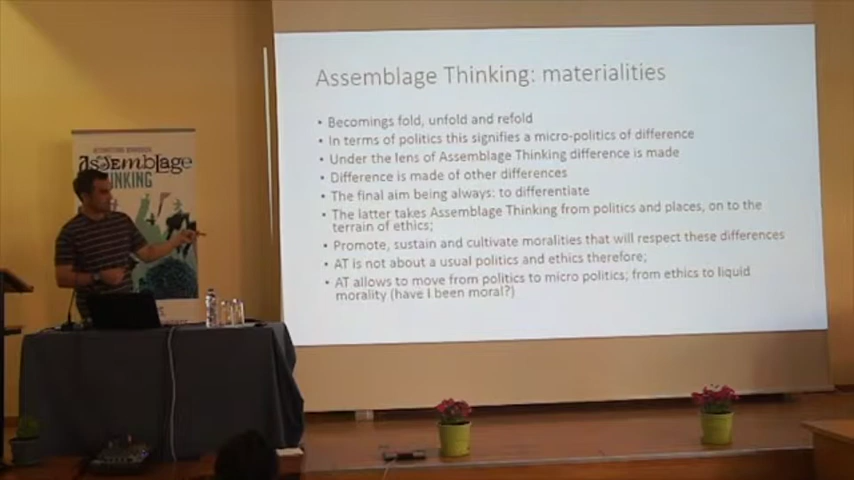 Assemblage Thinking: materialities
• Becomings fold, unfold and refold
• In terms of politics this signifies a micro-politics of difference
• Under the lens of Assemblage Thinking difference is made
• Difference is made of other differences
• The final aim being always: to differentiate
• The latter takes Assemblage Thinking from politics and places, on to the
terrain of ethics;
• Promote, sustain and cultivate moralities that will respect these differences
• AT is not about a usual politics and ethics therefore;
• AT allows to move from politics to micro politics; from ethics to liquid
morality (have I been moral?)
Assemblage
THINKING